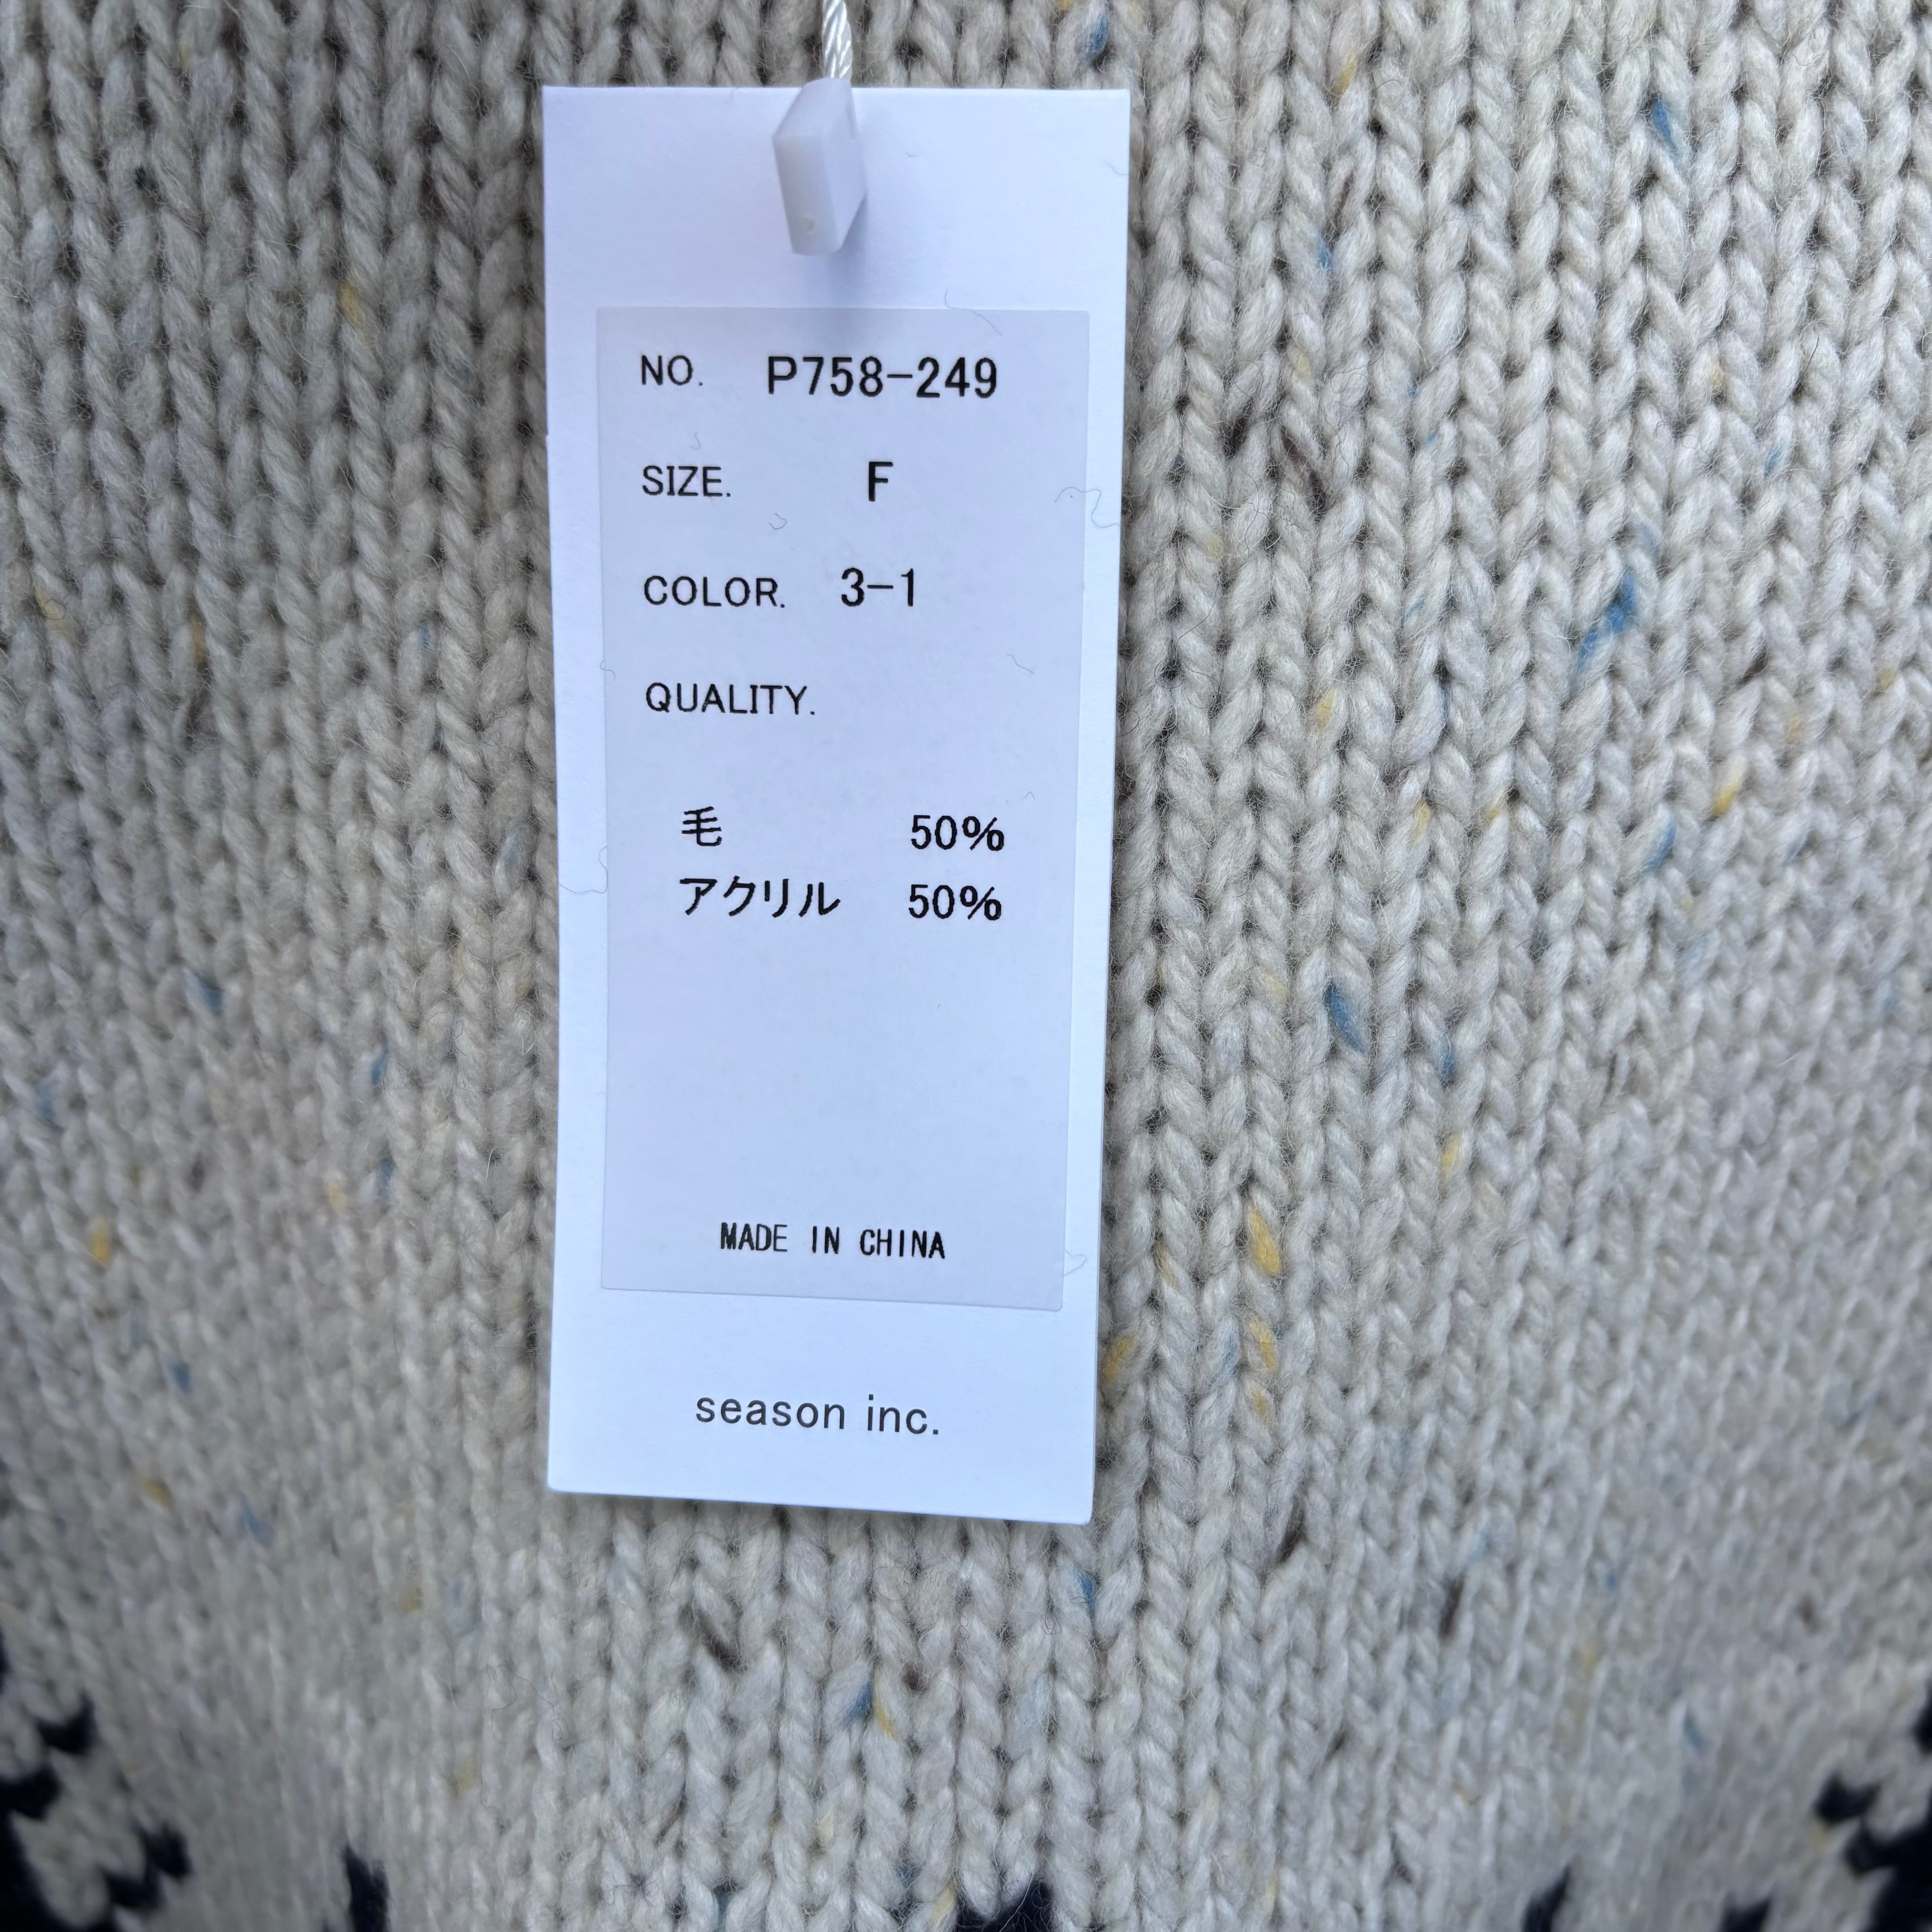 NO. P758-249
SIZE. F
COLOR. 3-1
QUALITY.
毛 50%
アクリル 50%
MADE IN CHINA
season inc.